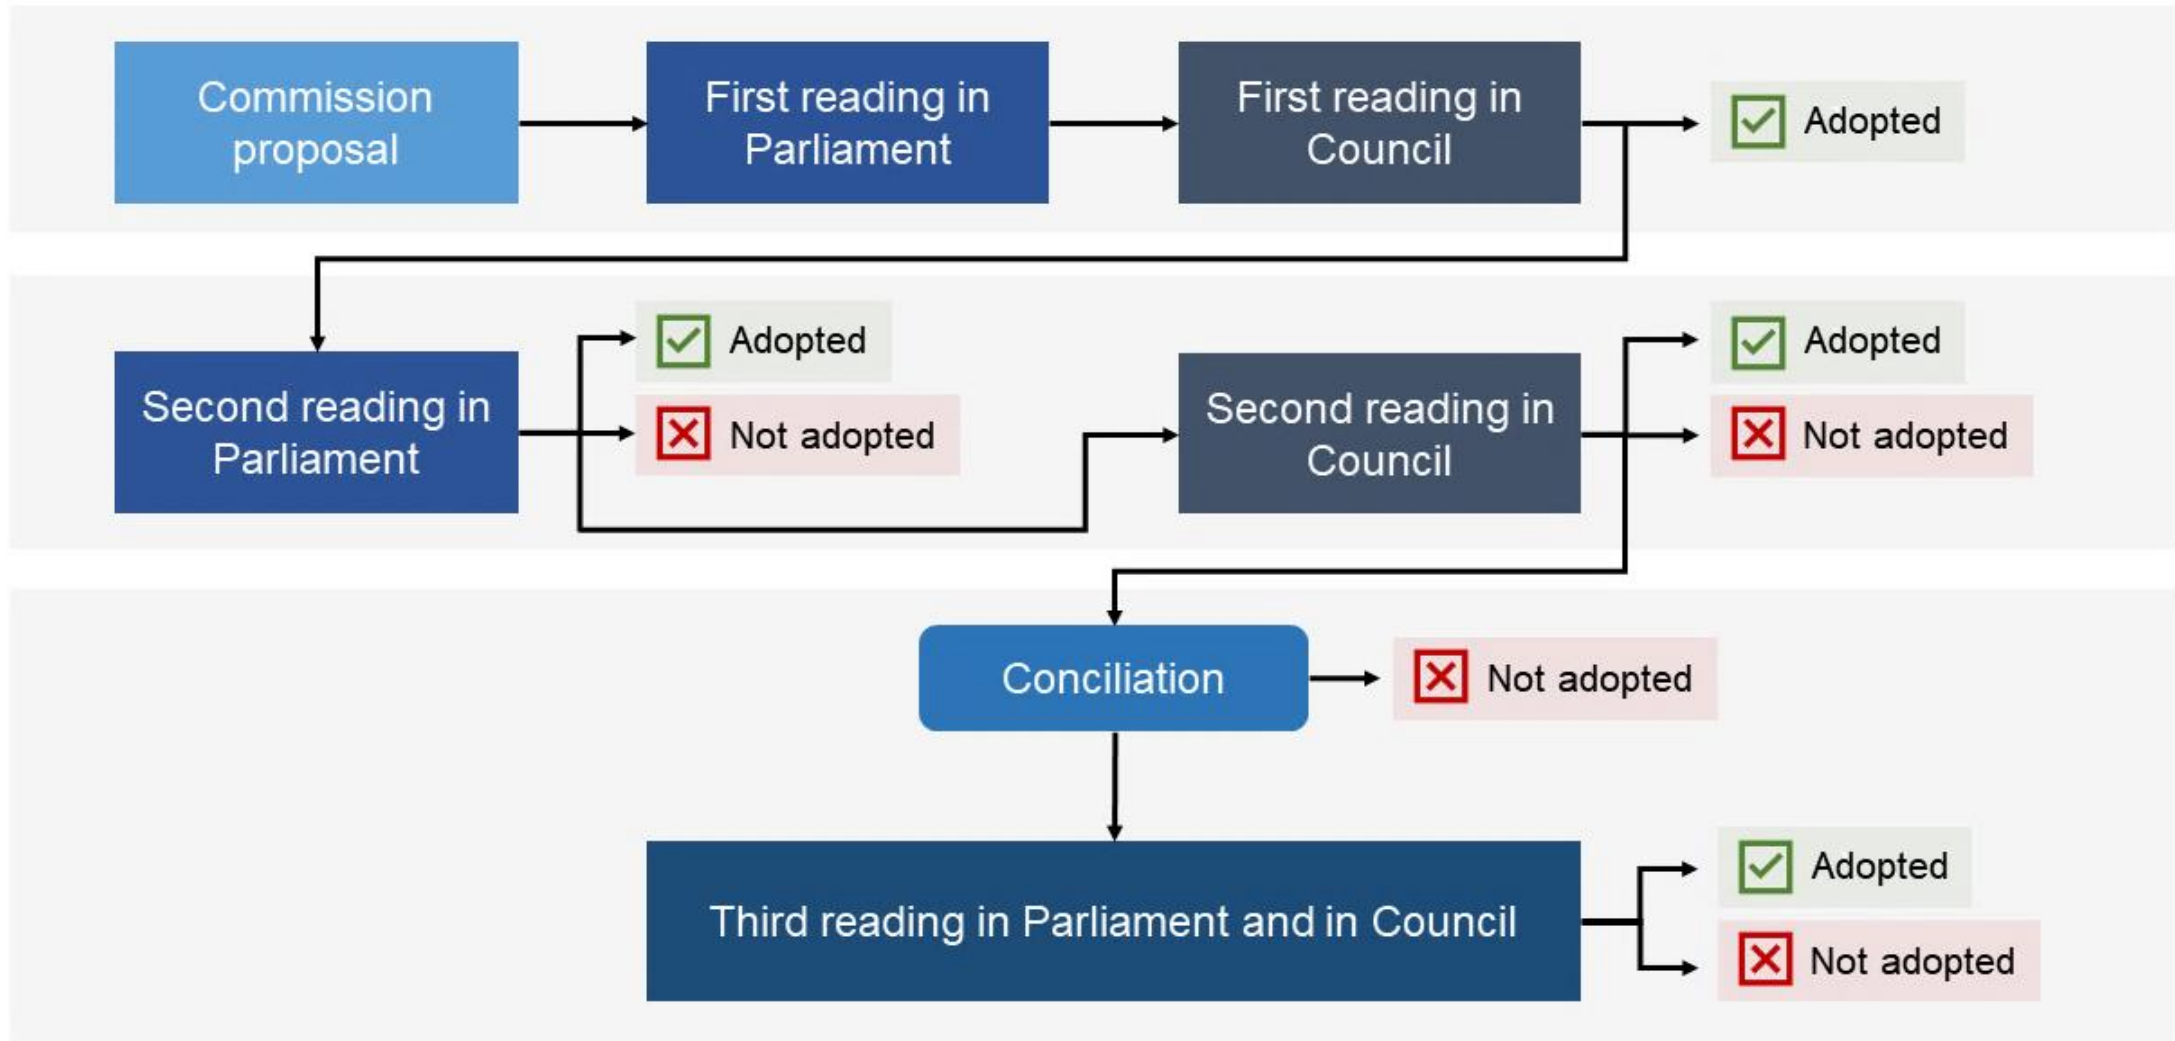 Commission
proposal
First reading in
Parliament
First reading in
Council
Adopted
Second reading in
Parliament
Adopted
Not adopted
Second reading in
Council
Adopted
Not adopted
Conciliation
Not adopted
Third reading in Parliament and in Council
Adopted
Not adopted